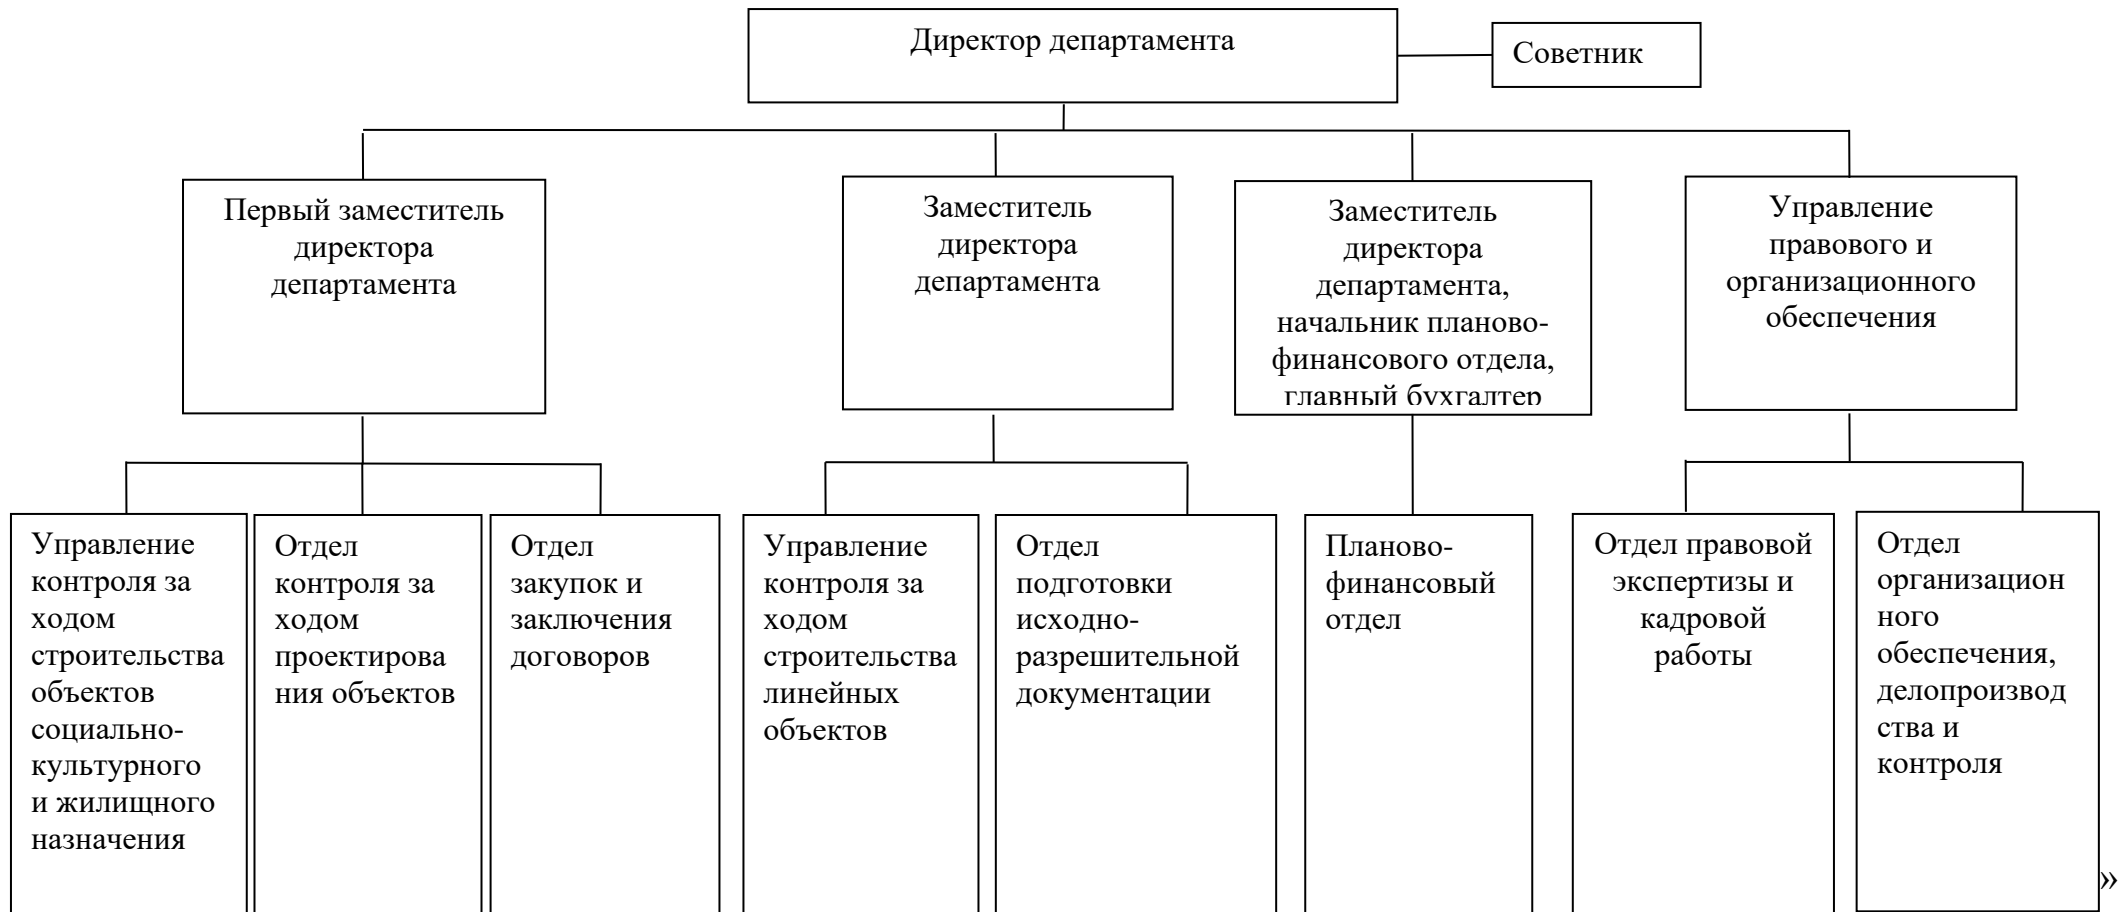 Директор департамента
Советник
Первый заместитель
директора
департамента
Заместитель
директора
департамента
Заместитель
директора
департамента,
начальник планово-
финансового отдела,
главный бухгалтер
Управление
правового и
организационного
обеспечения
Управление
контроля за
ходом
строительства
объектов
социально-
культурного
и жилищного
назначения
Отдел
контроля за
ходом
проектирова
ния объектов
Отдел
закупок и
заключения
договоров
Управление
контроля за
ходом
строительства
линейных
объектов
Отдел
подготовки
исходно-
разрешительной
документации
Планово-
финансовый
отдел
Отдел правовой
экспертизы и
кадровой
работы
Отдел
организацион
ного
обеспечения,
делопроизвод
ства и
контроля
»